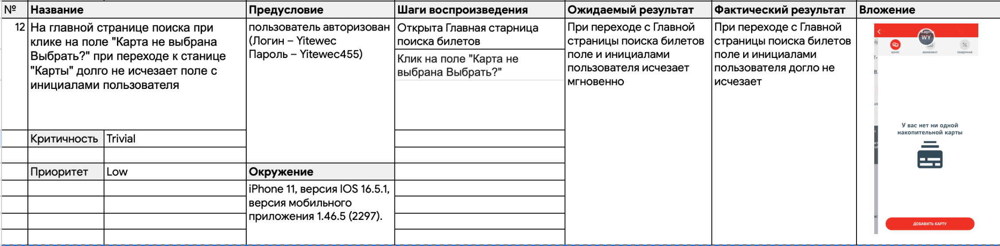 №
Название
Предусловие
Шаги воспроизведения
Ожидаемый результат
Фактический результат
Вложение
12
На главной странице поиска при
клике на поле "Карта не выбрана
Выбрать?" при переходе к станице
"Карты" долго не исчезает поле с
инициалами пользователя
пользователь авторизован
(Логин – Yitewec
Пароль – Yitewec455)
Открыта Главная старница
поиска билетов
Клик на поле "Карта не
выбрана Выбрать?"
При переходе с Главной
страницы поиска билетов
поле и инициалами
пользователя исчезает
мгновенно
При переходе с Главной
страницы поиска билетов
поле и инициалами
пользователя догло не
исчезает
Карты
WY
%
БОНУС
АБОНЕМЕНТ
СКИДОЧНАЯ
У вас нет ни одной
накопительной карты
ДОБАВИТЬ КАРТУ
Критичность
Trivial
Приоритет
Low
Окружение
iPhone 11, версия IOS 16.5.1,
версия мобильного
приложения 1.46.5 (2297).